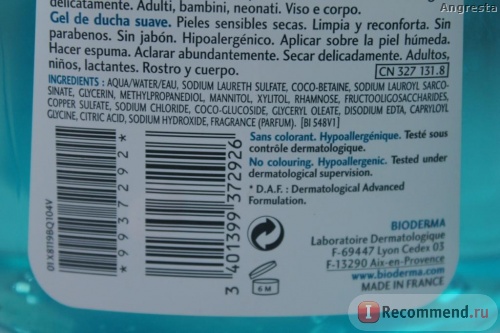 Angresta
delicatamente. Adulti, bambini, neonati. Viso e corpo.
Gel de ducha suave. Pieles sensibles secas. Limpia y reconforta. Sin
parabenos. Sin jabón. Hipoalergénico. Aplicar sobre la piel húmeda.
Hacer espuma. Aclarar abundantemente. Secar delicadamente. Adultos,
niños, lactantes. Rostro y cuerpo.
CN 327 131.8
INGREDIENTS : AQUA/WATER/EAU, SODIUM LAURETH SULFATE, COCO-BETAINE, SODIUM LAUROYL SARCO-
SINATE, GLYCERIN, METHYLPROPANEDIOL, MANNITOL, XYLITOL, RHAMNOSE, FRUCTOOLIGOSACCHARIDES,
COPPER SULFATE, SODIUM CHLORIDE, COCO-GLUCOSIDE, GLYCERYL OLEATE, DISODIUM EDTA, CAPRYLOYL
GLYCINE, CITRIC ACID, SODIUM HYDROXIDE, FRAGRANCE (PARFUM). [BI 548V1]
Sans colorant. Hypoallergénique. Testé sous
contrôle dermatologique.
No colouring. Hypoallergenic. Tested under
dermatological supervision.
* D.A.F. : Dermatological Advanced
Formulation.
01X8119BQ104V
*9937292*
3 401399 372926
6 M
BIODERMA
Laboratoire Dermatologique
F-69447 Lyon Cedex 03
F-13290 Aix-en-Provence
www.bioderma.com
MADE IN FRANCE
IRecommend.ru